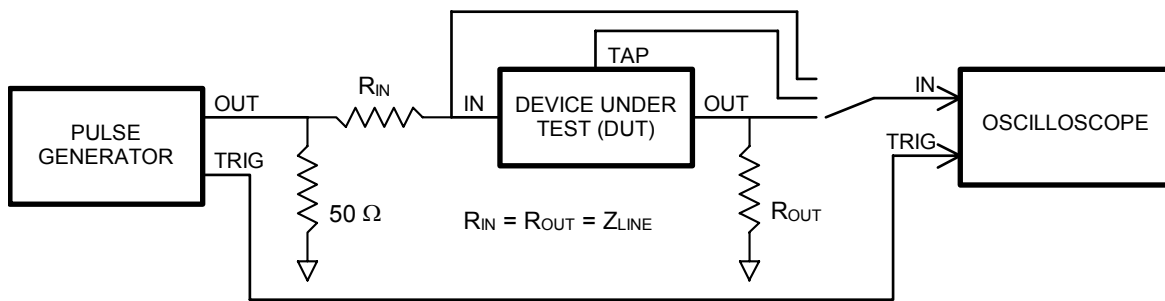 TAP
R_IN
OUT
IN
DEVICE UNDER
TEST (DUT)
OUT
IN
PULSE
GENERATOR
OSCILLOSCOPE
TRIG
TRIG
50 Ω
R_IN = R_OUT = Z_LINE
R_OUT